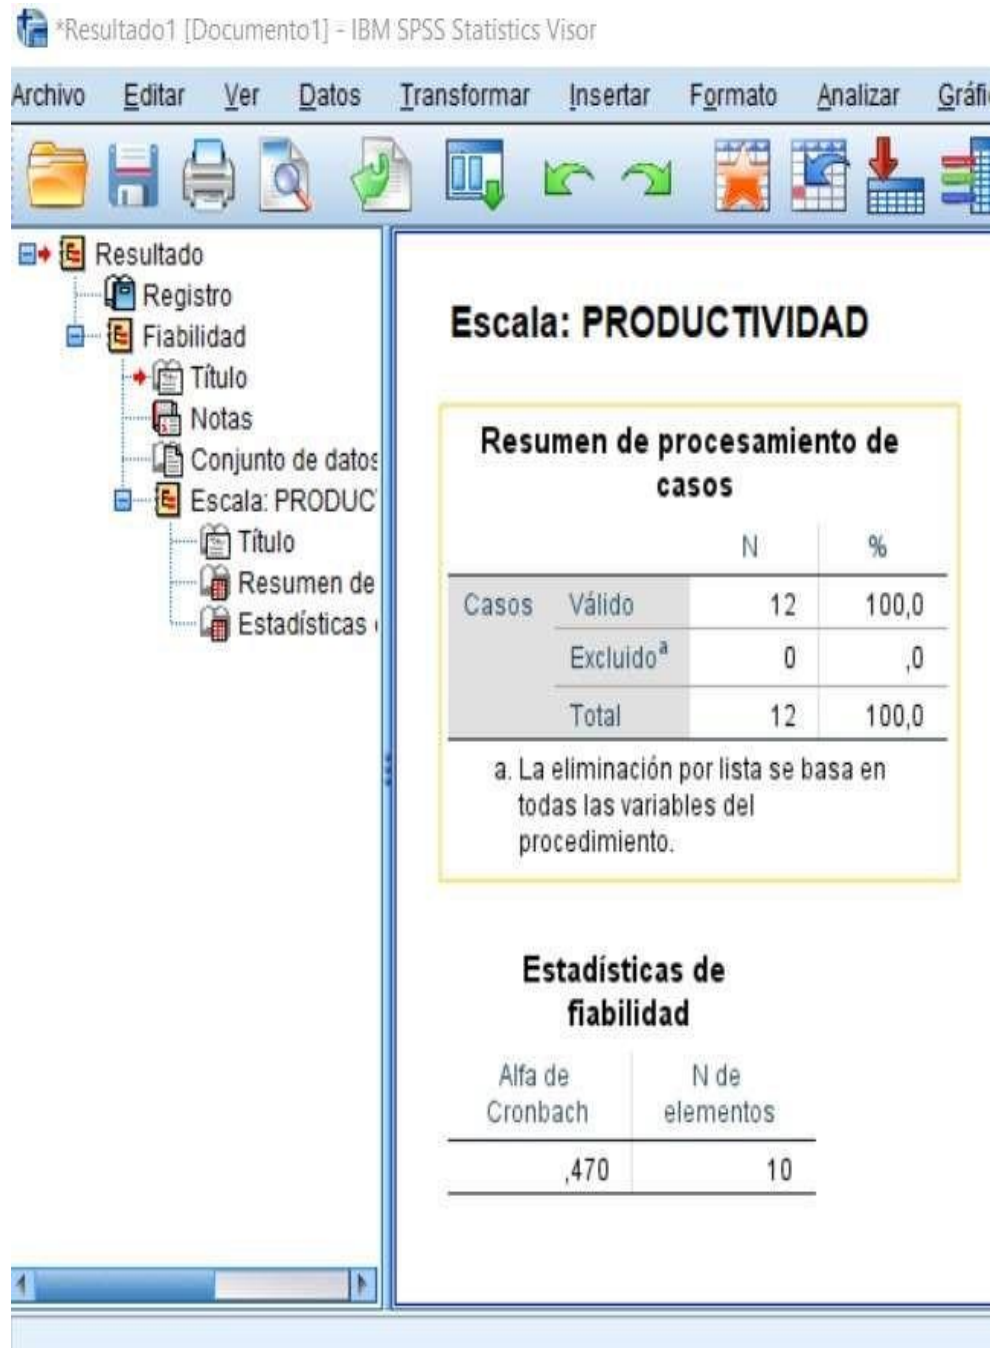 *Resultado1 [Documento1] - IBM SPSS Statistics Visor
Archivo Editar Ver Datos Transformar Insertar Formato Analizar Gráfi
Resultado
Registro
Fiabilidad
Título
Notas
Conjunto de datos
Escala: PRODUC
Título
Resumen de
Estadísticas
Escala: PRODUCTIVIDAD
Resumen de procesamiento de
casos
N %
Casos Válido 12 100,0
Excluido^a 0 ,0
Total 12 100,0
a. La eliminación por lista se basa en
todas las variables del
procedimiento.
Estadísticas de
fiabilidad
Alfa de N de
Cronbach elementos
,470 10